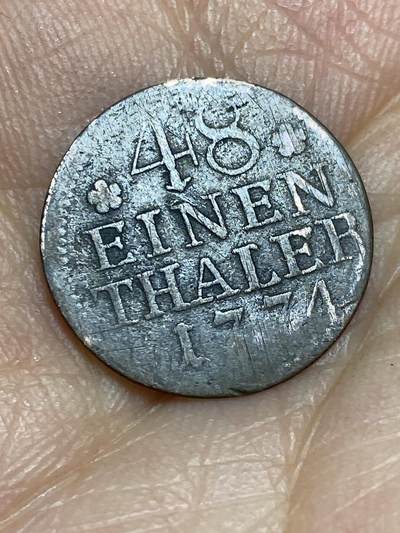 48
EINEN
THALER
1774